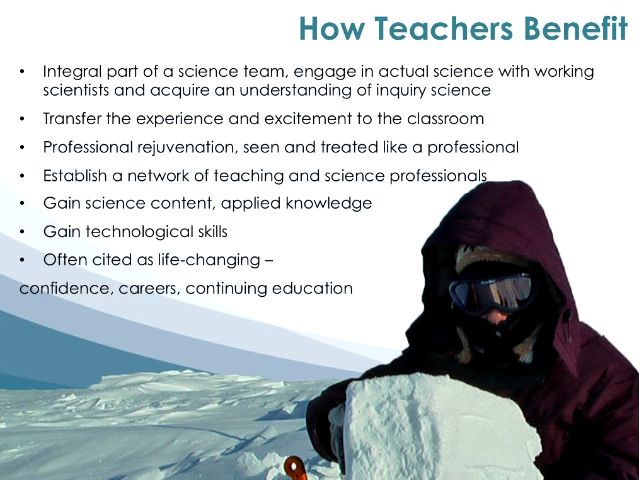 How Teachers Benefit
• Integral part of a science team, engage in actual science with working
scientists and acquire an understanding of inquiry science
• Transfer the experience and excitement to the classroom
• Professional rejuvenation, seen and treated like a professional
• Establish a network of teaching and science professionals
• Gain science content, applied knowledge
• Gain technological skills
• Often cited as life-changing –
confidence, careers, continuing education